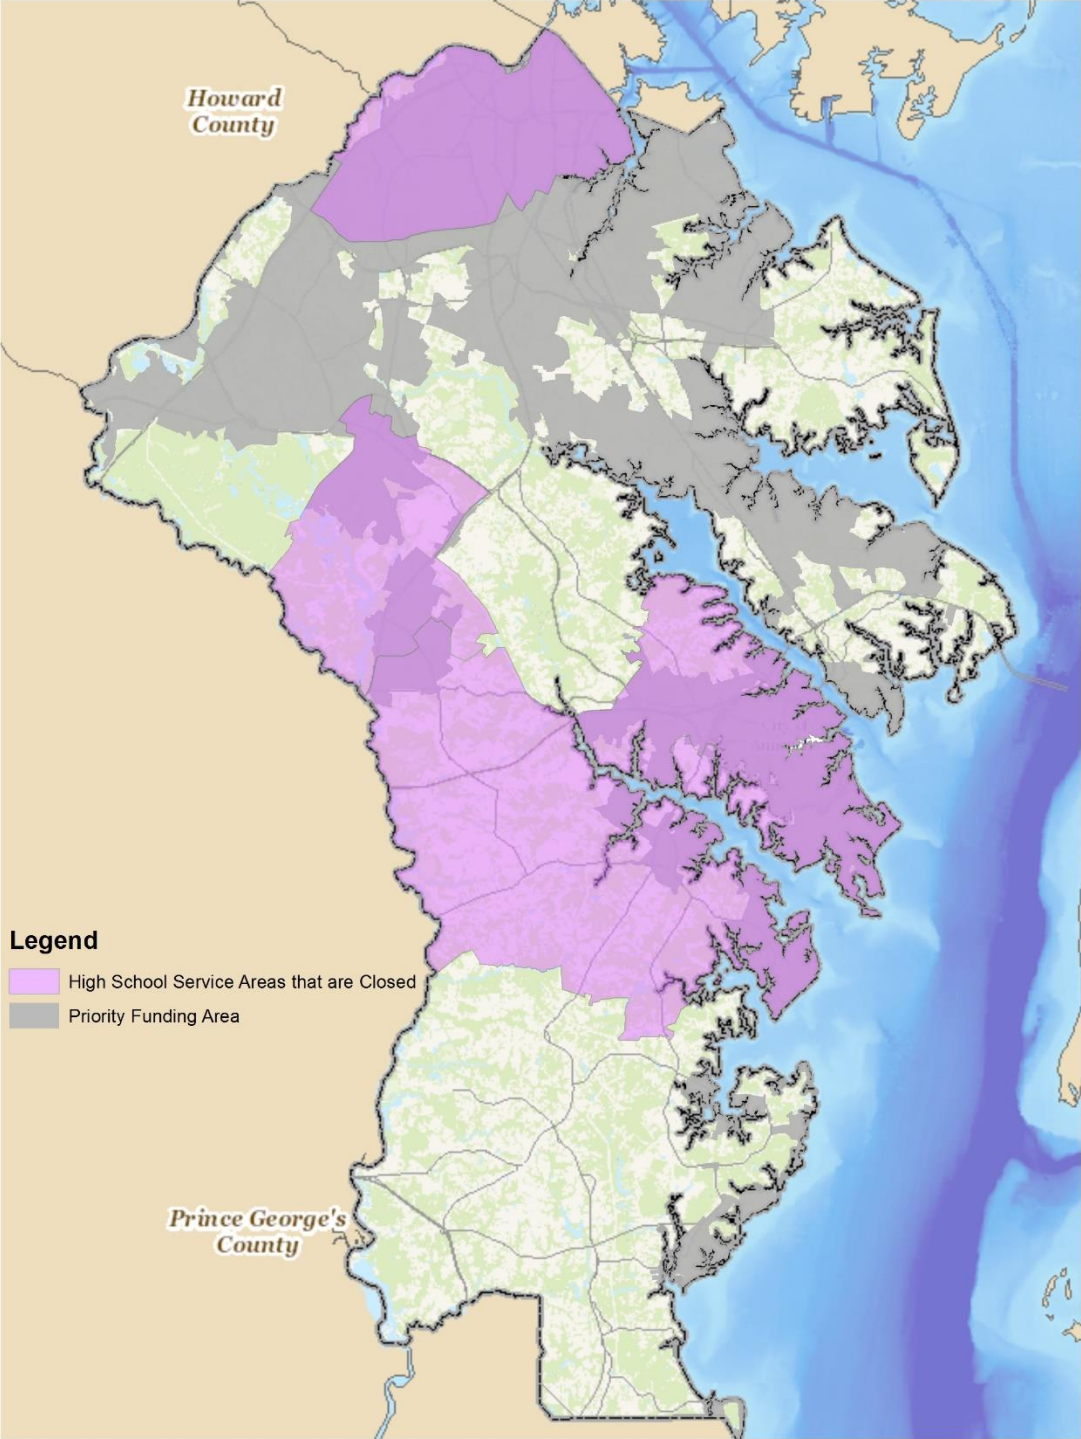 Howard
County
Legend
High School Service Areas that are Closed
Priority Funding Area
Prince George's
County